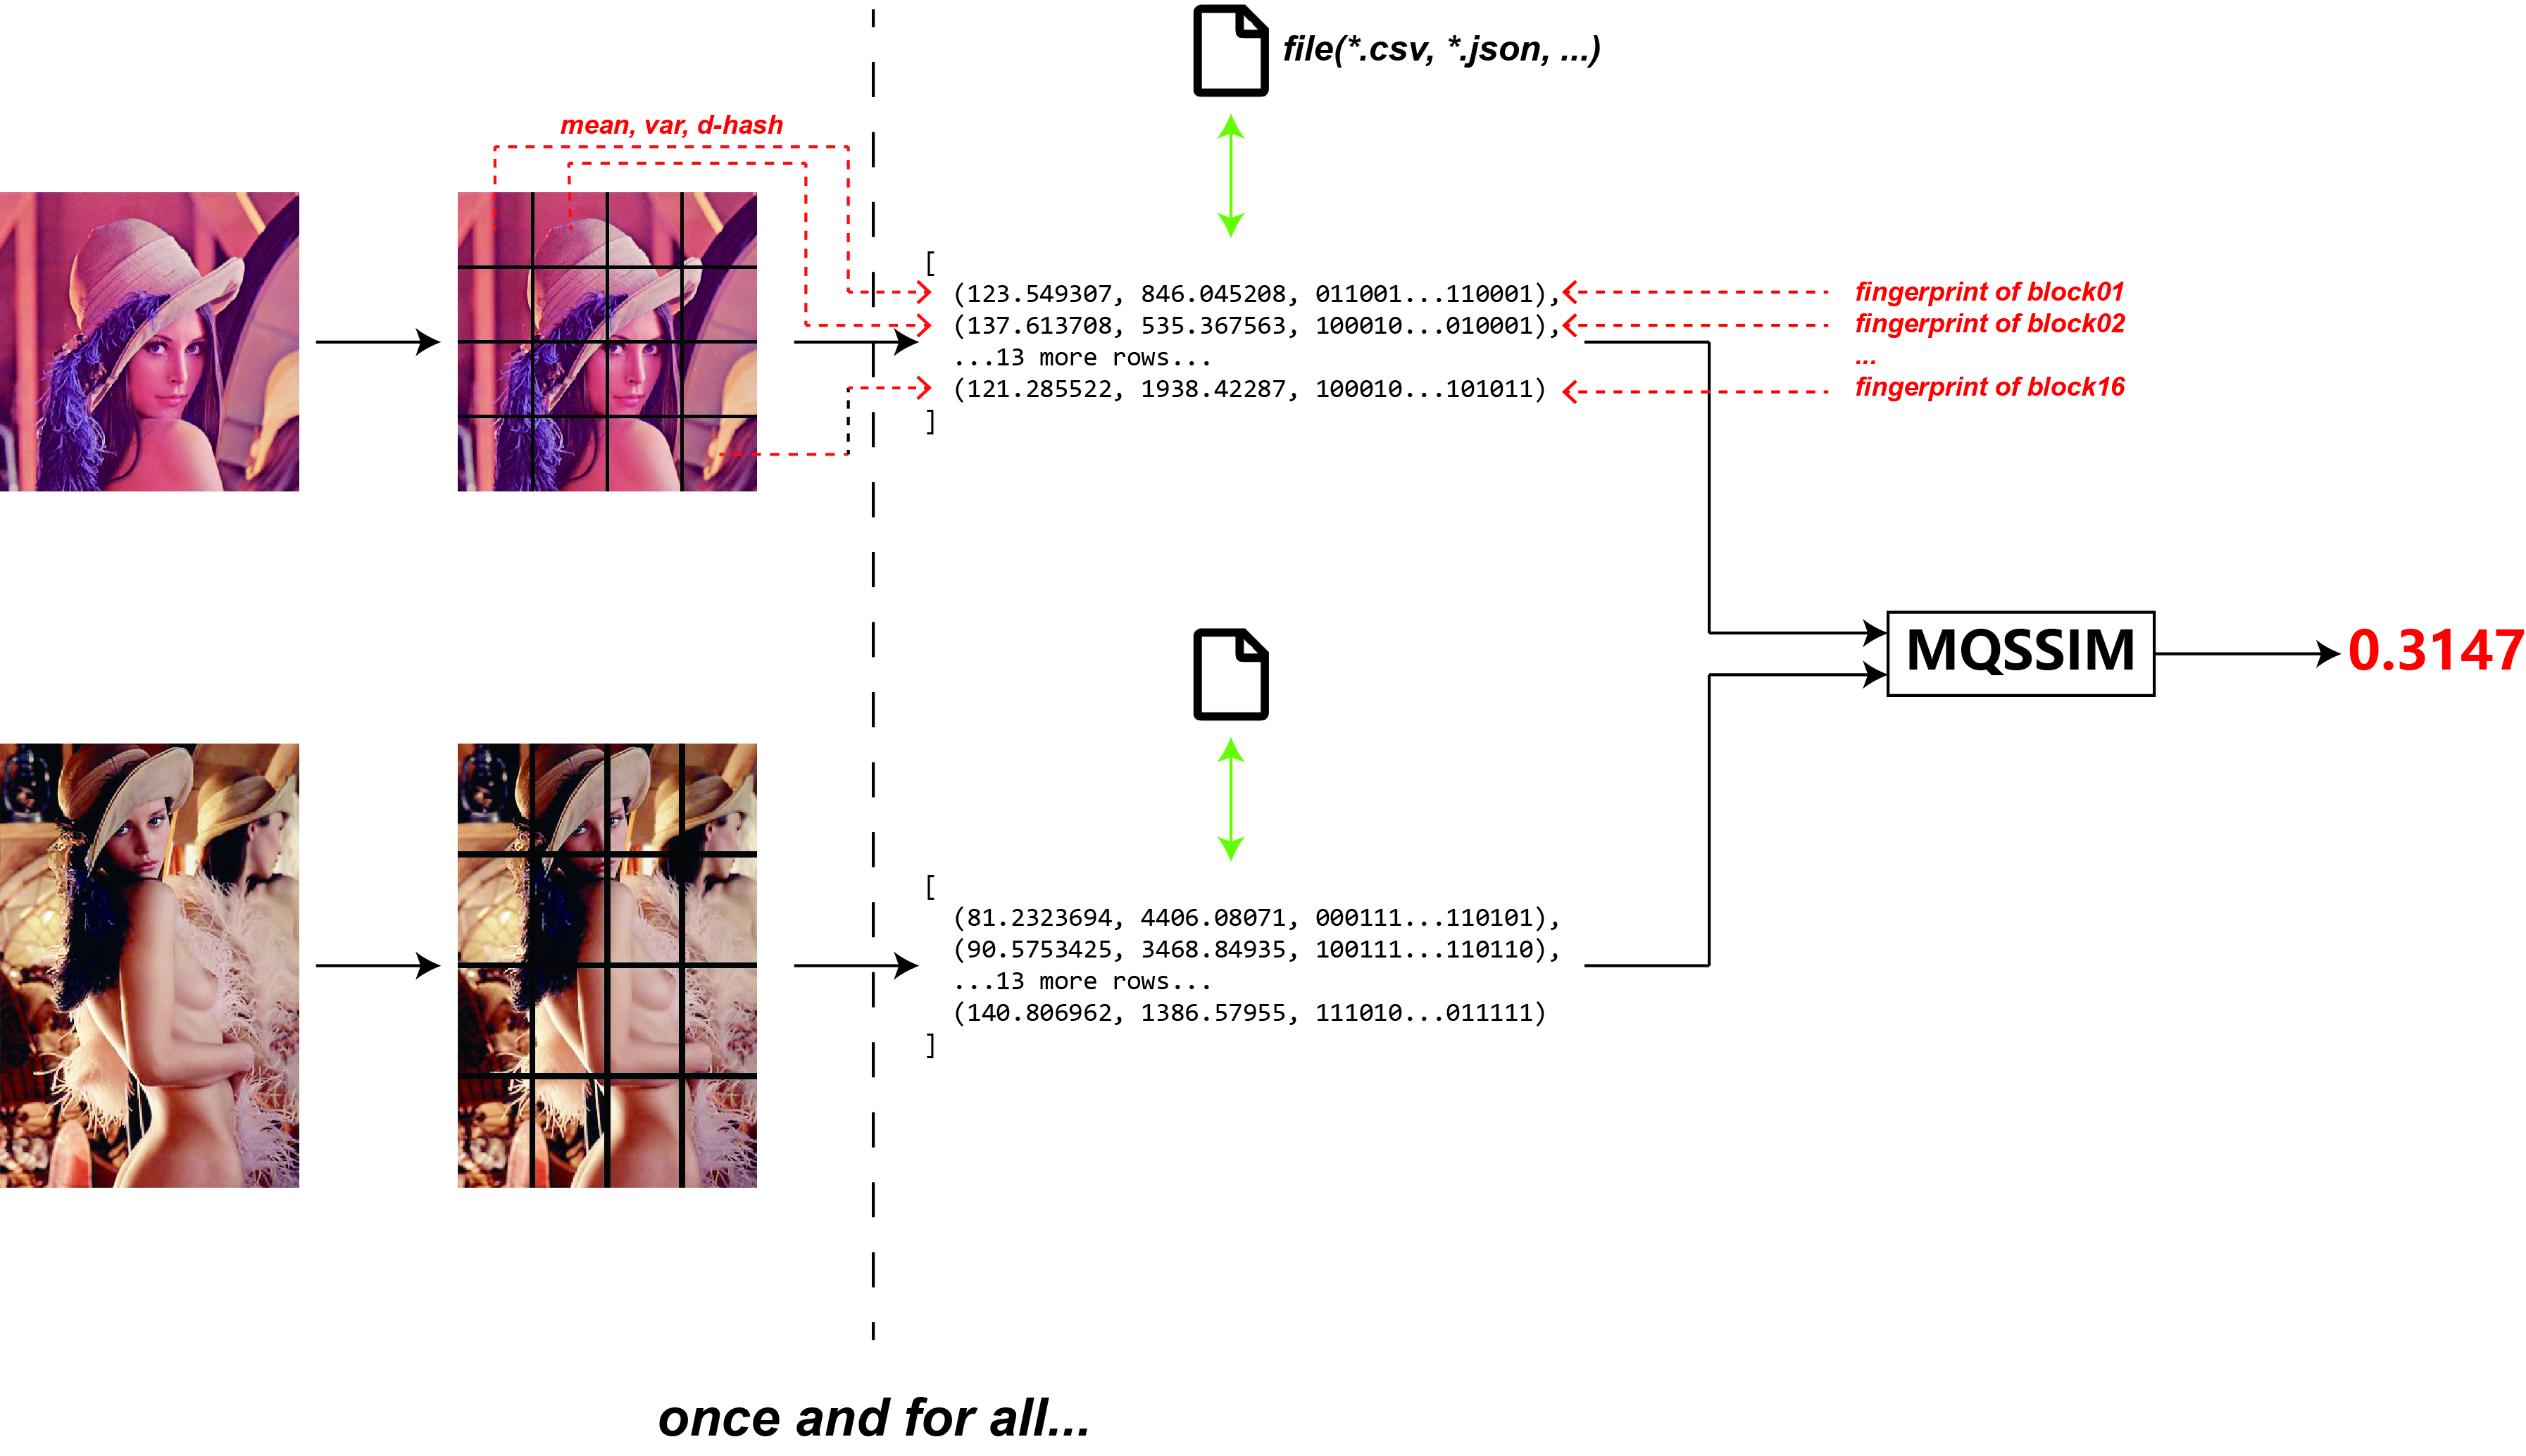 file(*.csv, *.json, ...)
mean, var, d-hash
[
(123.549307, 846.045208, 011001...110001),
(137.613708, 535.367563, 100010...010001),
...13 more rows...
(121.285522, 1938.42287, 100010...101011)
]
fingerprint of block01
fingerprint of block02
...
fingerprint of block16
MQSSIM
0.3147
[
(81.2323694, 4406.08071, 000111...110101),
(90.5753425, 3468.84935, 100111...110110),
...13 more rows...
(140.806962, 1386.57955, 111010...011111)
]
once and for all...